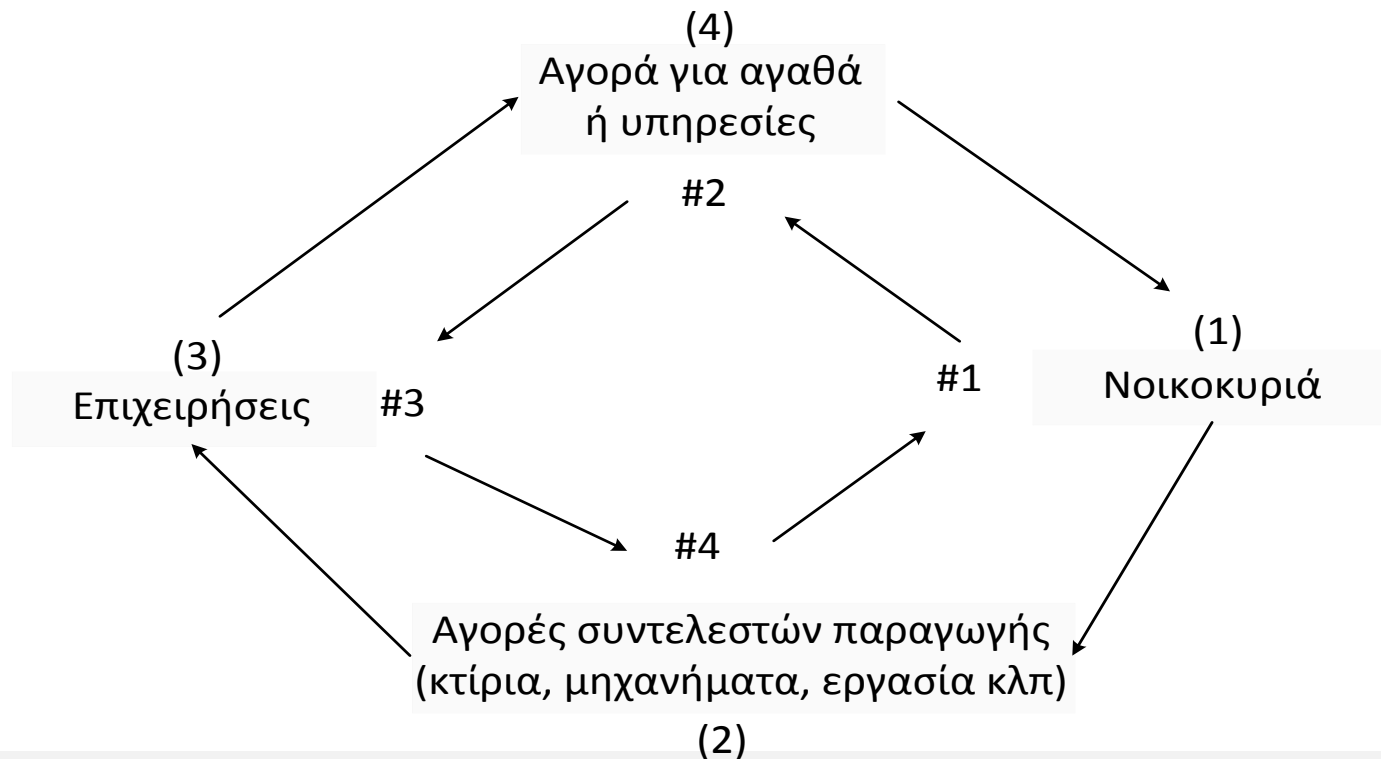 (4)
Αγορά για αγαθά
ή υπηρεσίες
#2
(1)
Νοικοκυριά
#1
(3)
Επιχειρήσεις
#3
#4
Αγορές συντελεστών παραγωγής
(κτίρια, μηχανήματα, εργασία κλπ)
(2)